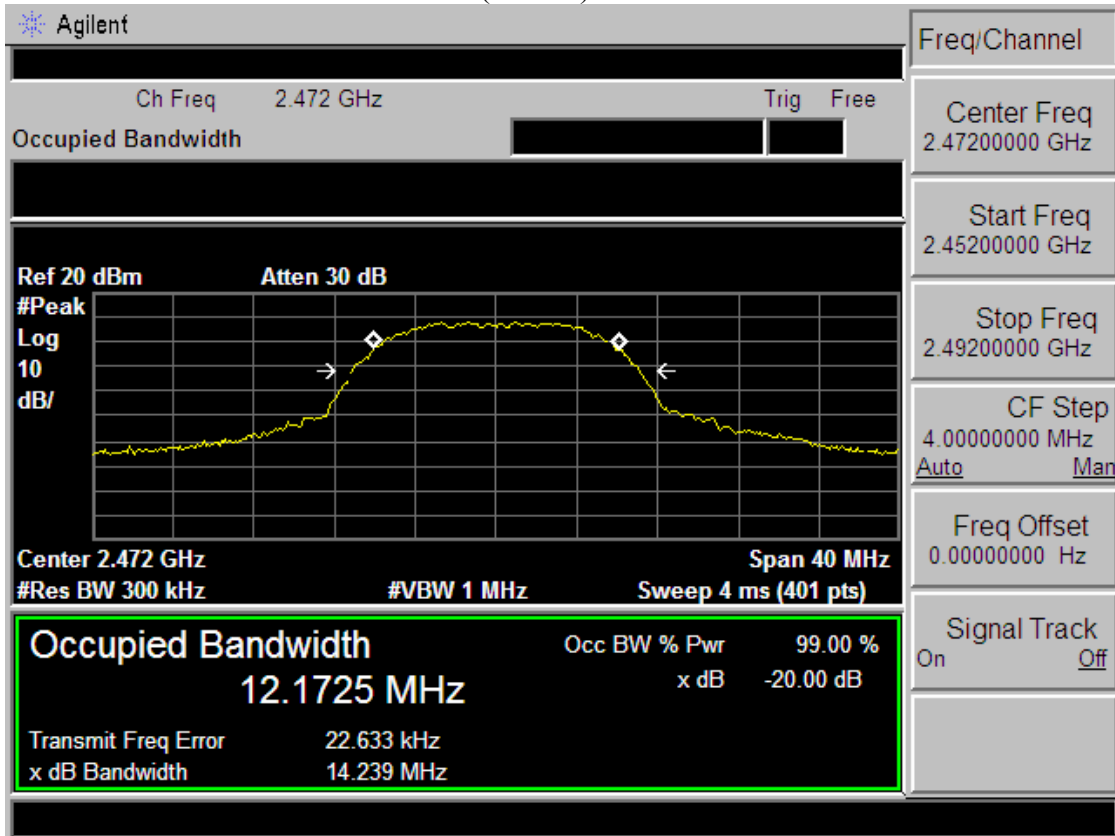 Agilent
Freq/Channel
Ch Freq 2.472 GHz Trig Free
Occupied Bandwidth
Center Freq
2.47200000 GHz
Start Freq
2.45200000 GHz
Stop Freq
2.49200000 GHz
CF Step
4.00000000 MHz
Auto Man
Freq Offset
0.00000000 Hz
Signal Track
On Off
Ref 20 dBm Atten 30 dB
#Peak
Log
10
dB/
Center 2.472 GHz Span 40 MHz
#Res BW 300 kHz #VBW 1 MHz Sweep 4 ms (401 pts)
Occupied Bandwidth Occ BW % Pwr 99.00 %
12.1725 MHz x dB -20.00 dB
Transmit Freq Error 22.633 kHz
x dB Bandwidth 14.239 MHz